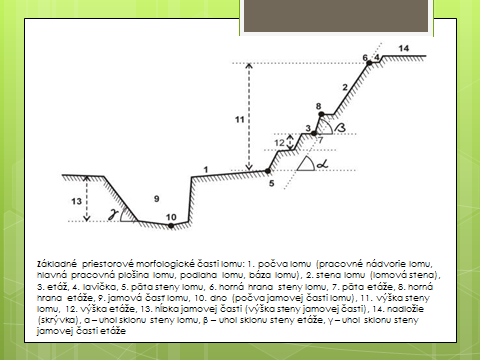 14
6 4
2
8
11
3 β
12 7
α
1
5
9
13
γ
10
Základné priestorové morfologické časti lomu: 1. počva lomu (pracovné nádvorie lomu,
hlavná pracovná plošina lomu, podlaha lomu, báza lomu), 2. stena lomu (lomová stena),
3. etáž, 4. lavička, 5. päta steny lomu, 6. horná hrana steny lomu, 7. päta etáže, 8. horná
hrana etáže, 9. jamová časť lomu, 10. dno (počva jamovej časti lomu), 11. výška steny
lomu, 12. výška etáže, 13. hĺbka jamovej časti (výška steny jamovej časti), 14. nadložie
(skrývka), α – uhol sklonu steny lomu, β – uhol sklonu steny etáže, γ – uhol sklonu steny
jamovej časti etáže